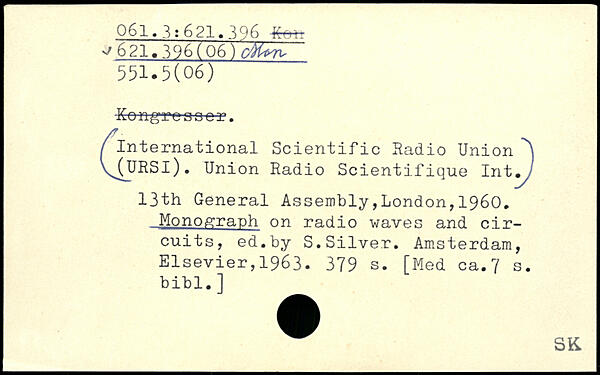 061.3:621.396 Kon
621.396(06) Mon
551.5(06)
Kongresser.
International Scientific Radio Union
(URSI). Union Radio Scientifique Int.
13th General Assembly,London,1960.
Monograph on radio waves and cir-
cuits, ed.by S.Silver. Amsterdam,
Elsevier,1963. 379 s. [Med ca.7 s.
bibl.]
SK